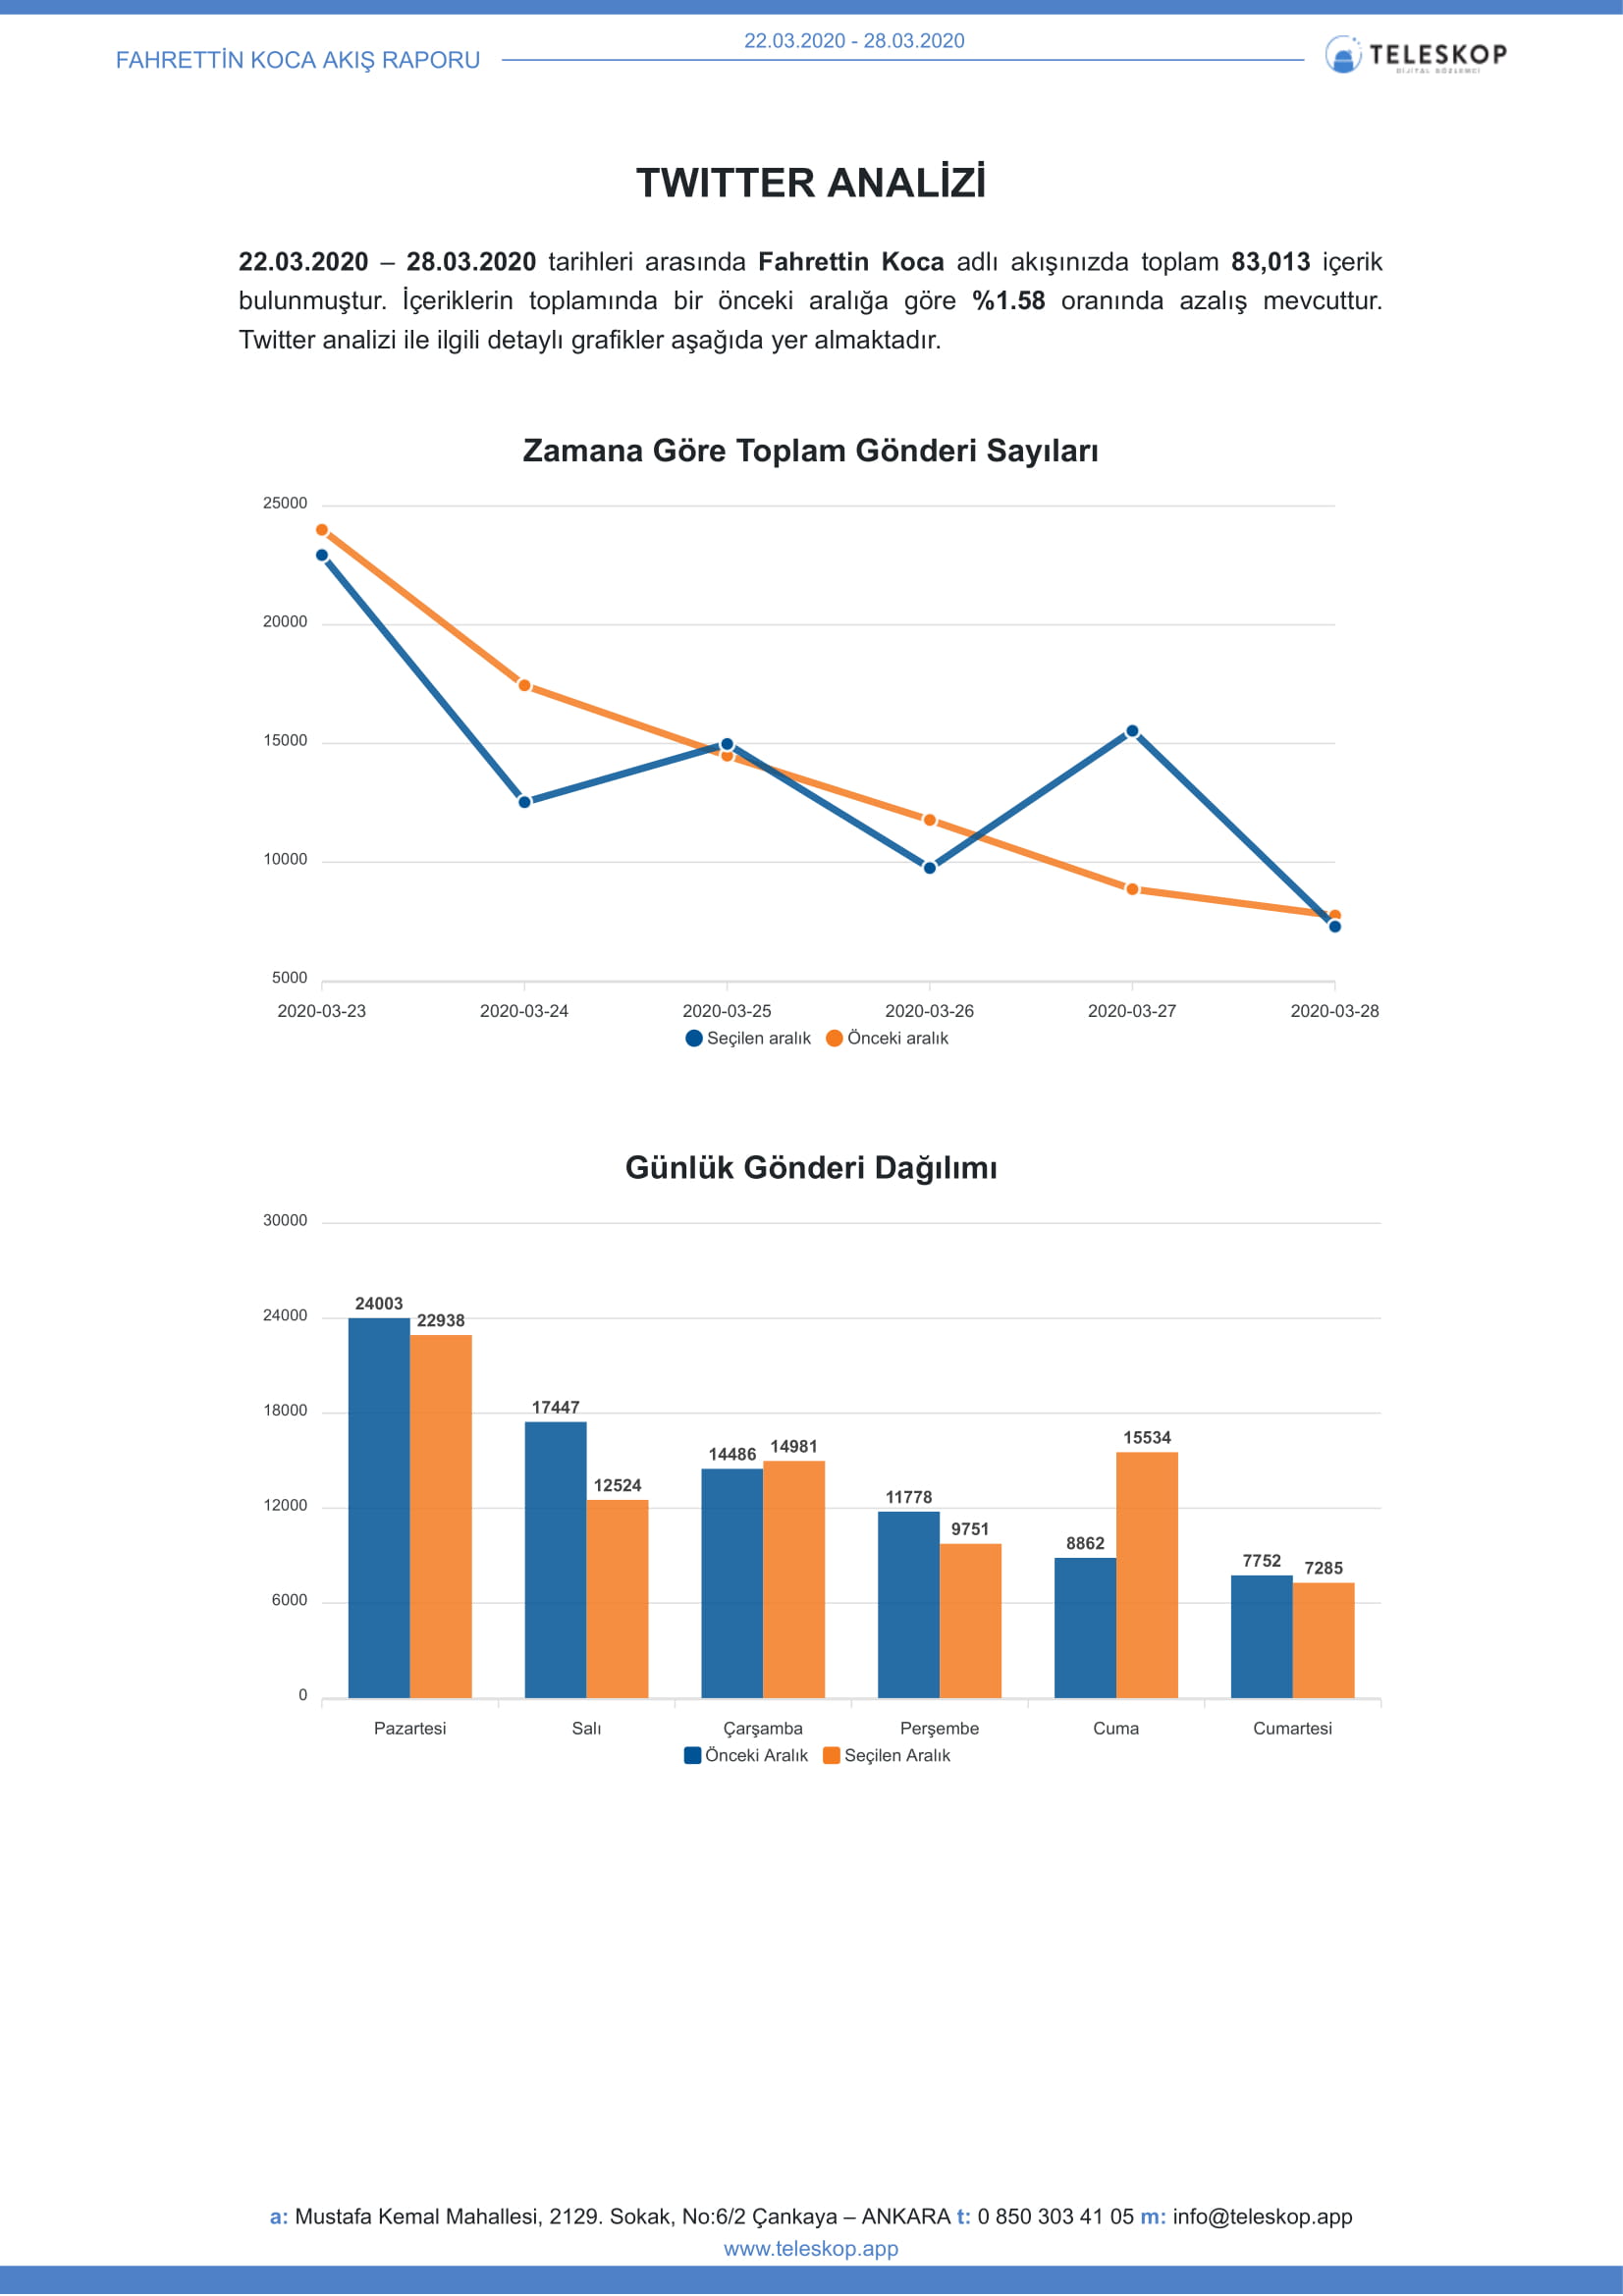 FAHRETTİN KOCA AKIŞ RAPORU
22.03.2020 - 28.03.2020
TELESKOP
DİJİTAL GÖZLEMCİ
TWITTER ANALİZİ
22.03.2020 – 28.03.2020 tarihleri arasında Fahrettin Koca adlı akışınızda toplam 83,013 içerik
bulunmuştur. İçeriklerin toplamında bir önceki aralığa göre %1.58 oranında azalış mevcuttur.
Twitter analizi ile ilgili detaylı grafikler aşağıda yer almaktadır.
Zamana Göre Toplam Gönderi Sayıları
25000
20000
15000
10000
5000
2020-03-23 2020-03-24 2020-03-25 2020-03-26 2020-03-27 2020-03-28
Seçilen aralık Önceki aralık
Günlük Gönderi Dağılımı
30000
24000
18000
12000
6000
0
24003 22938
17447 12524
14486 14981
11778 9751
8862 15534
7752 7285
Pazartesi Salı Çarşamba Perşembe Cuma Cumartesi
Önceki Aralık Seçilen Aralık
a: Mustafa Kemal Mahallesi, 2129. Sokak, No:6/2 Çankaya – ANKARA t: 0 850 303 41 05 m: info@teleskop.app
www.teleskop.app